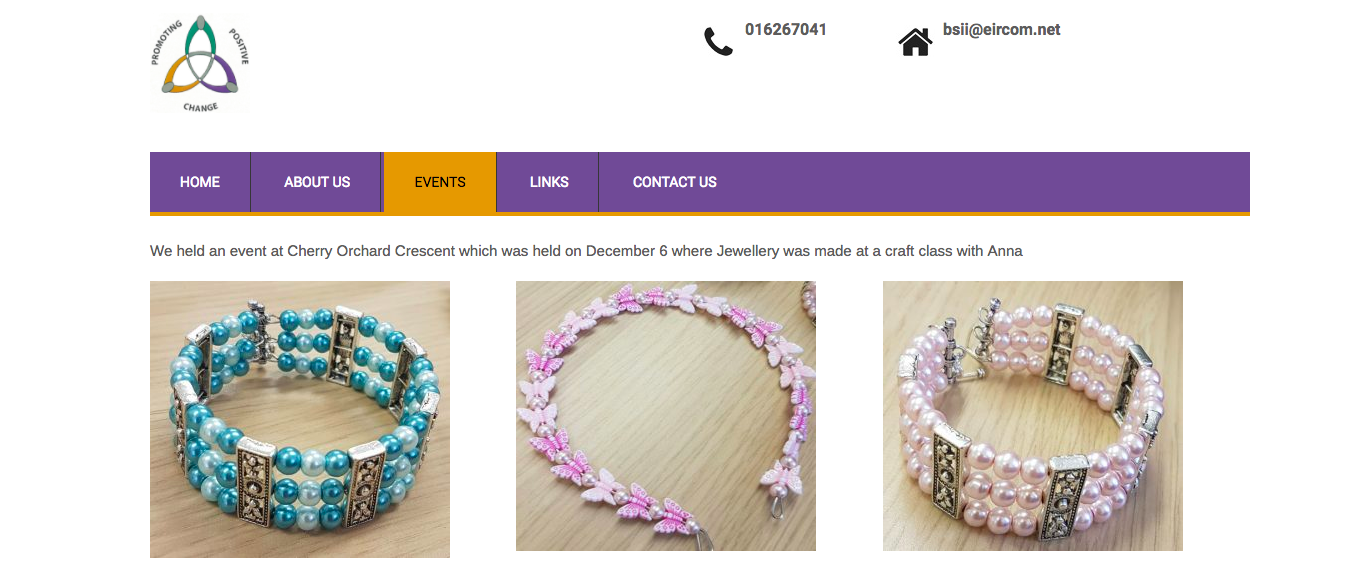 PROMOTING
POSITIVE
CHANGE
016267041
bsii@eircom.net
HOME
ABOUT US
EVENTS
LINKS
CONTACT US
We held an event at Cherry Orchard Crescent which was held on December 6 where Jewellery was made at a craft class with Anna